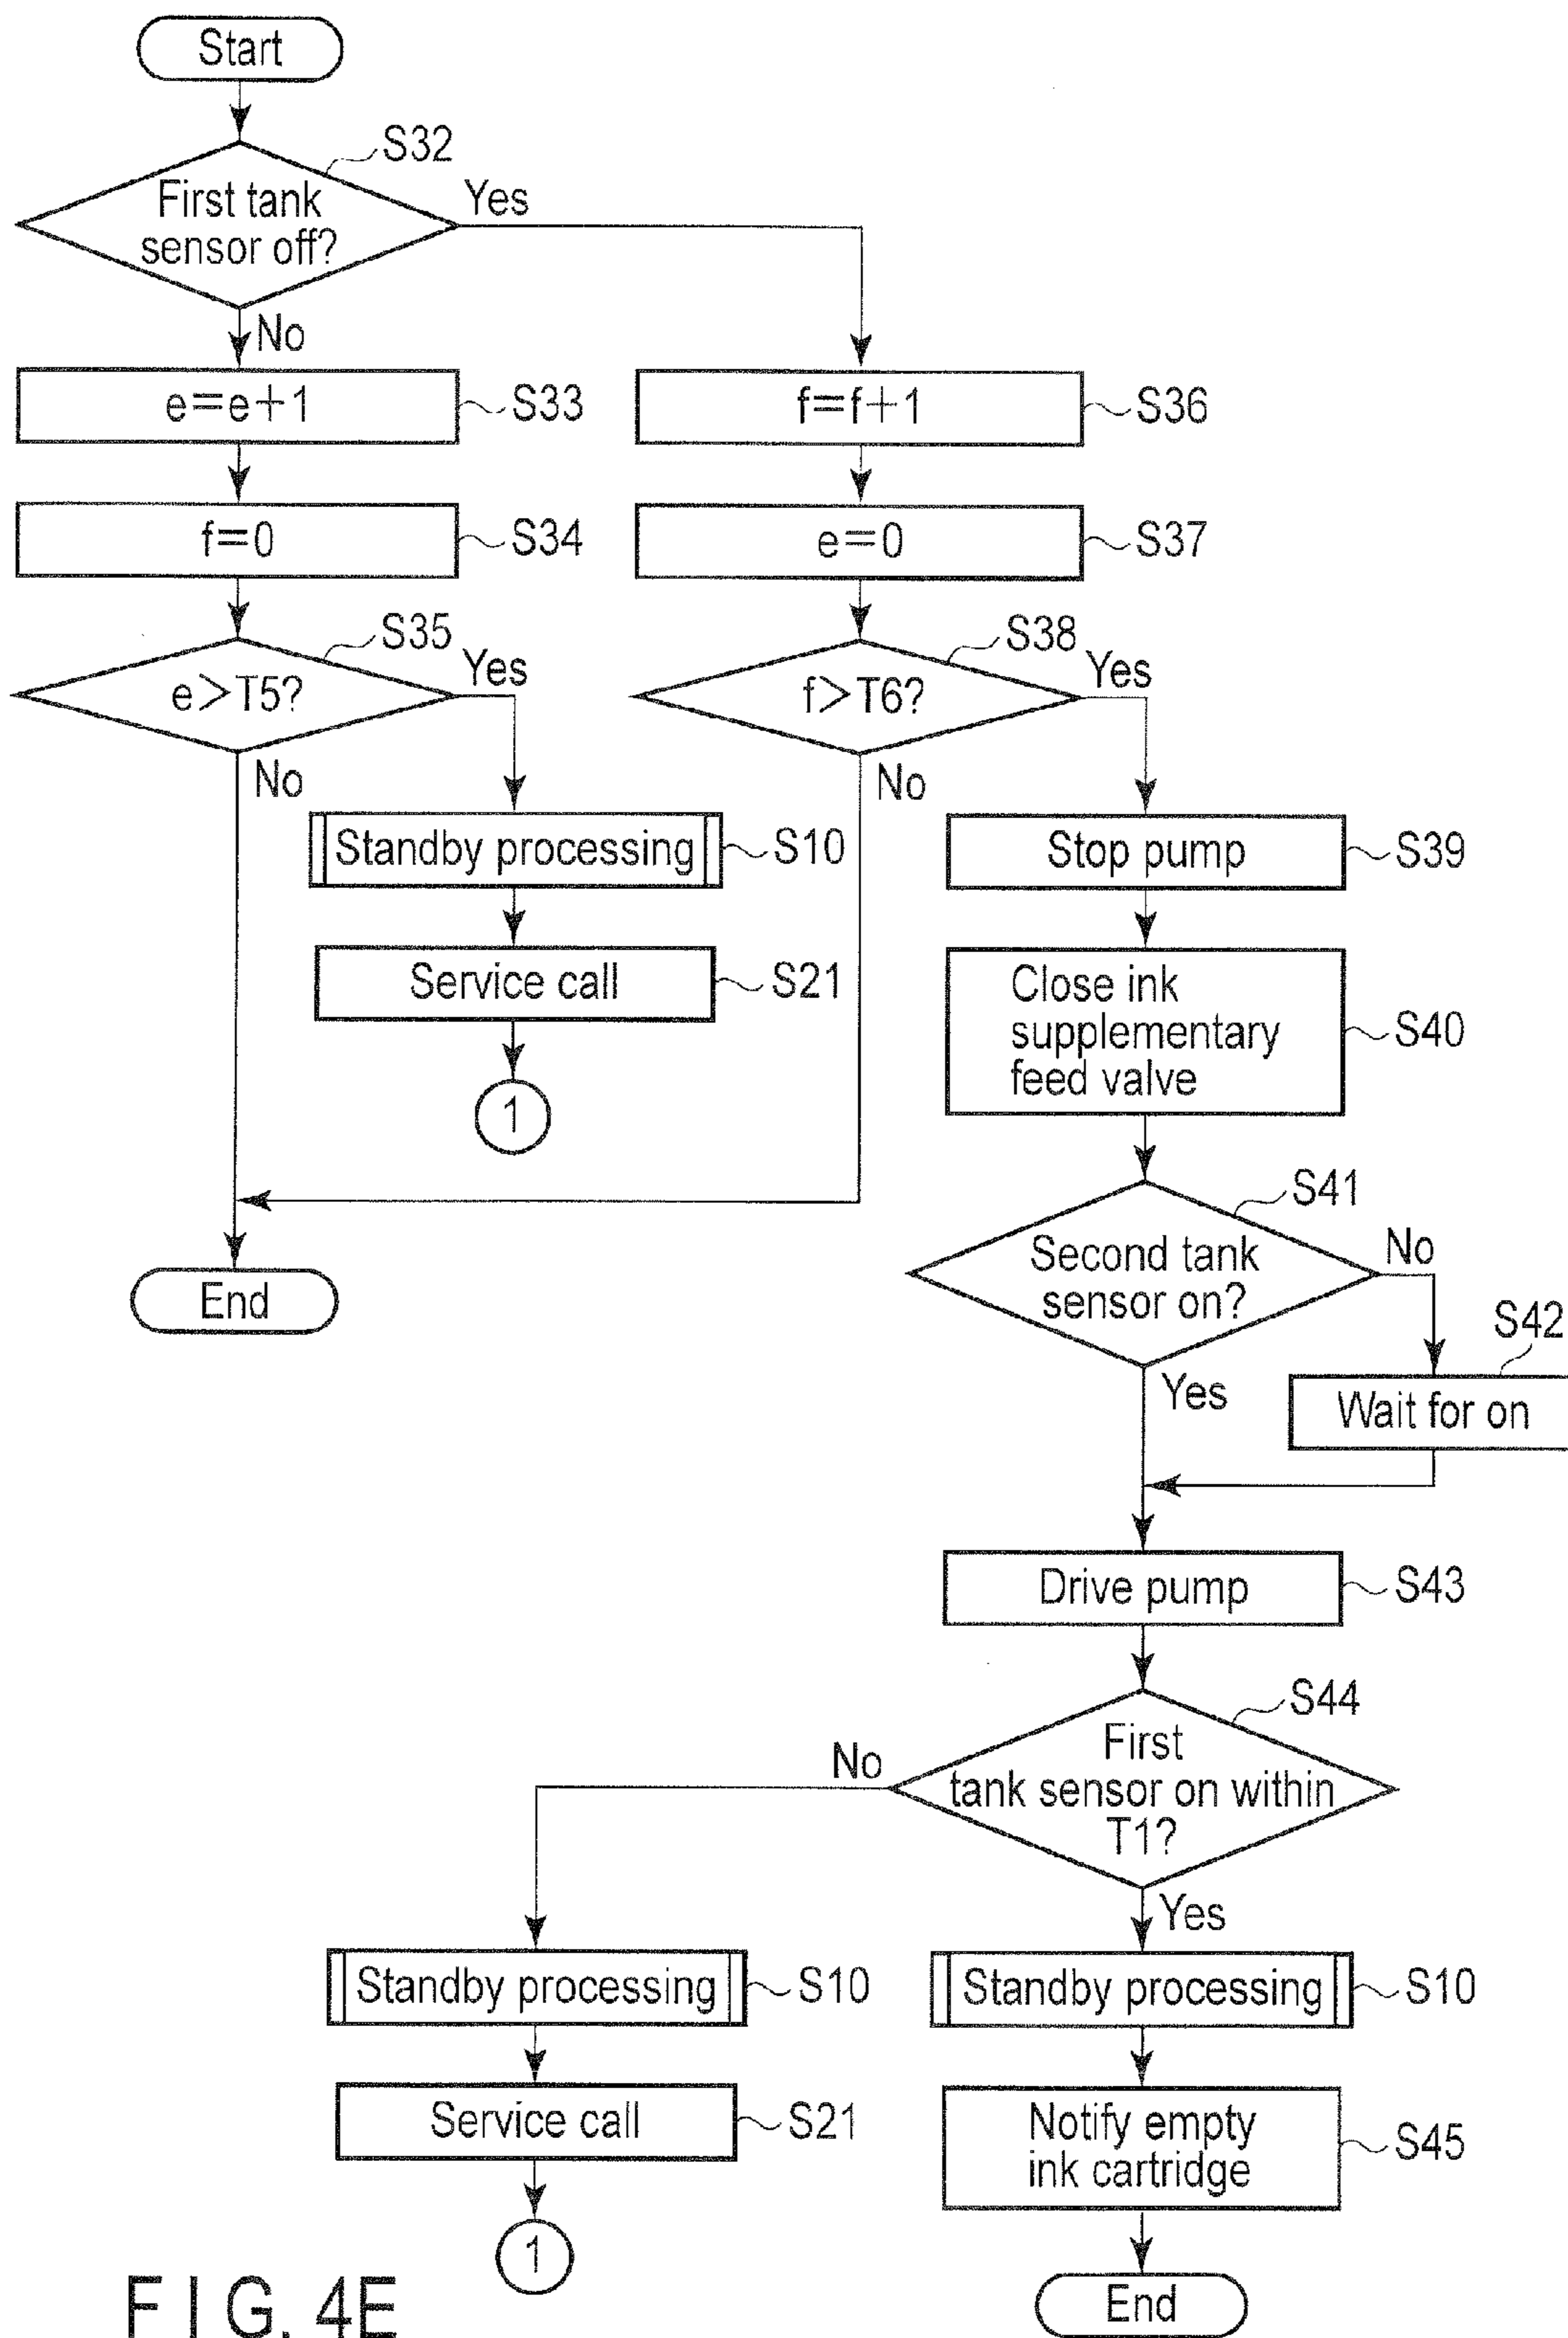 Start
S32
First tank
sensor off?
Yes
No
e=e+1
S33
f=f+1
S36
f=0
S34
e=0
S37
S35
e>T5?
Yes
No
S38
f>T6?
Yes
No
Standby processing
S10
Stop pump
S39
Service call
S21
Close ink
supplementary
feed valve
S40
1
S41
Second tank
sensor on?
No
Yes
End
S42
Wait for on
Drive pump
S43
S44
First
tank sensor on within
T1?
No
Yes
Standby processing
S10
Standby processing
S10
Service call
S21
Notify empty
ink cartridge
S45
1
End
FIG. 4E